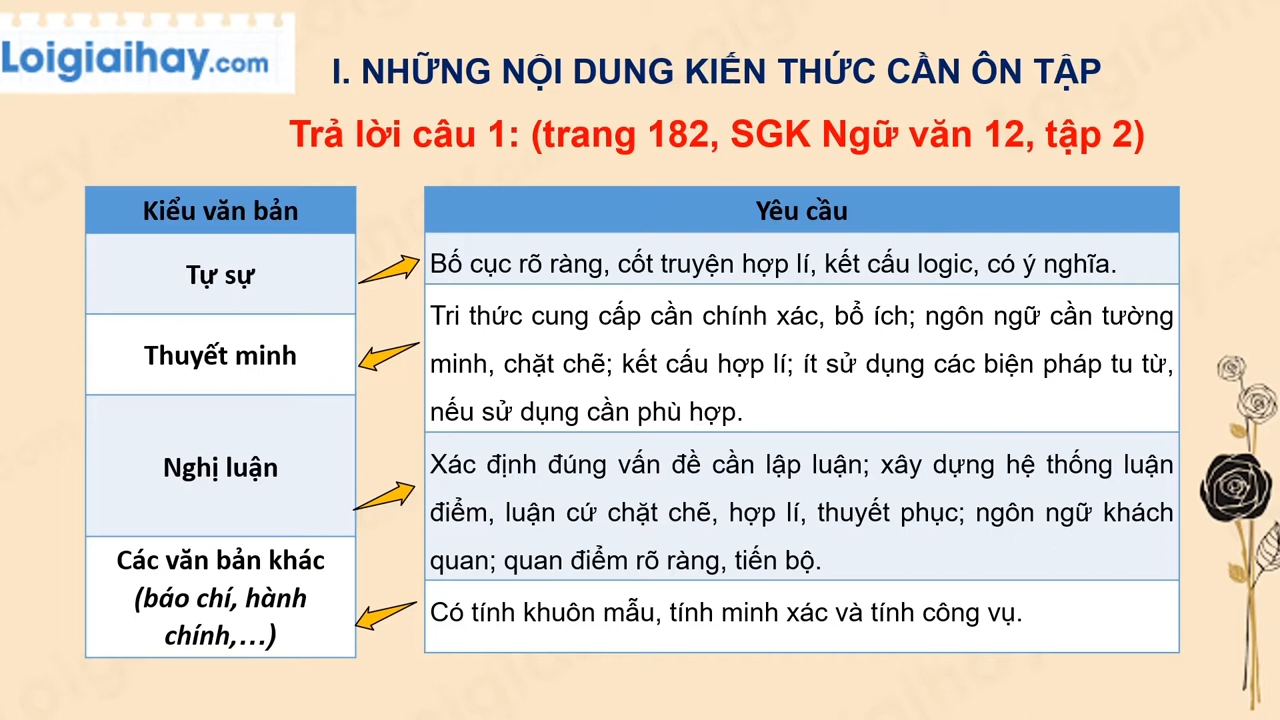 Loigiaihay.com
I. NHỮNG NỘI DUNG KIẾN THỨC CẦN ÔN TẬP
Trả lời câu 1: (trang 182, SGK Ngữ văn 12, tập 2)
Kiểu văn bản
Yêu cầu
Tự sự
Bố cục rõ ràng, cốt truyện hợp lí, kết cấu logic, có ý nghĩa.
Thuyết minh
Tri thức cung cấp cần chính xác, bổ ích; ngôn ngữ cần tường
minh, chặt chẽ; kết cấu hợp lí; ít sử dụng các biện pháp tu từ,
nếu sử dụng cần phù hợp.
Nghị luận
Xác định đúng vấn đề cần lập luận; xây dựng hệ thống luận
điểm, luận cứ chặt chẽ, hợp lí, thuyết phục; ngôn ngữ khách
quan; quan điểm rõ ràng, tiến bộ.
Các văn bản khác
(báo chí, hành
chính,…)
Có tính khuôn mẫu, tính minh xác và tính công vụ.